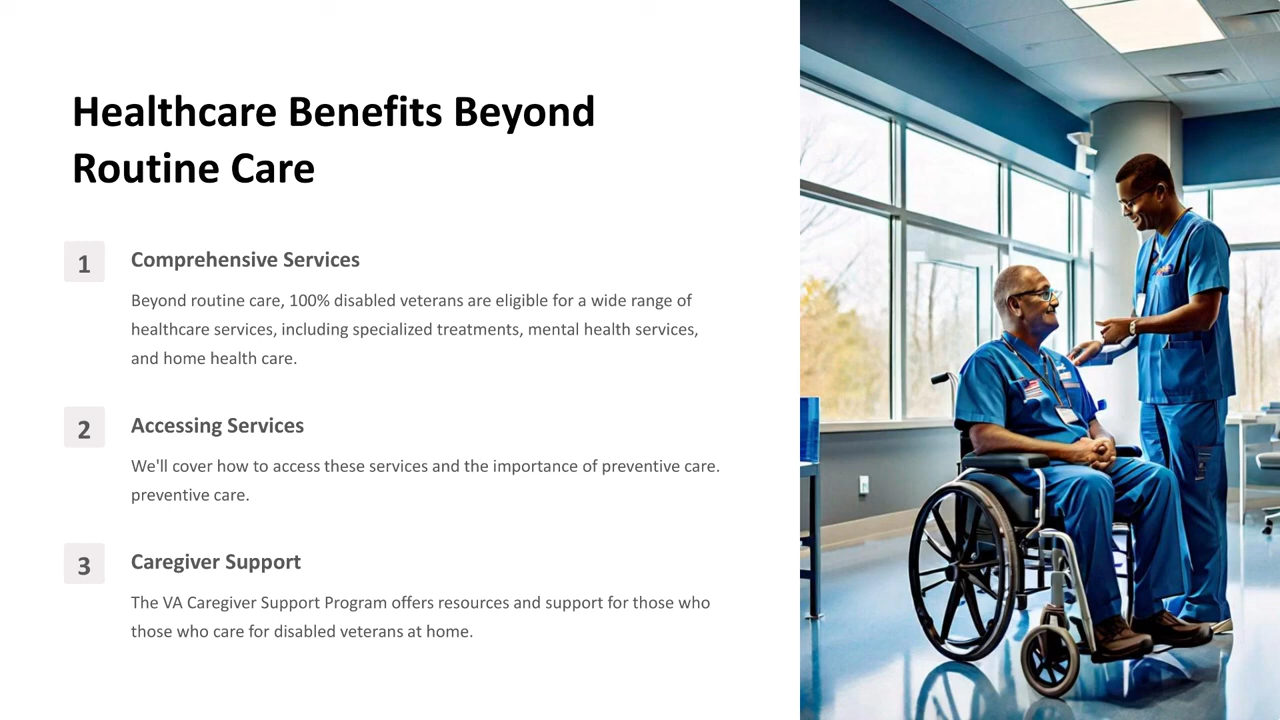 Healthcare Benefits Beyond
Routine Care
1
Comprehensive Services
Beyond routine care, 100% disabled veterans are eligible for a wide range of
healthcare services, including specialized treatments, mental health services,
and home health care.
2
Accessing Services
We'll cover how to access these services and the importance of preventive care.
preventive care.
3
Caregiver Support
The VA Caregiver Support Program offers resources and support for those who
those who care for disabled veterans at home.